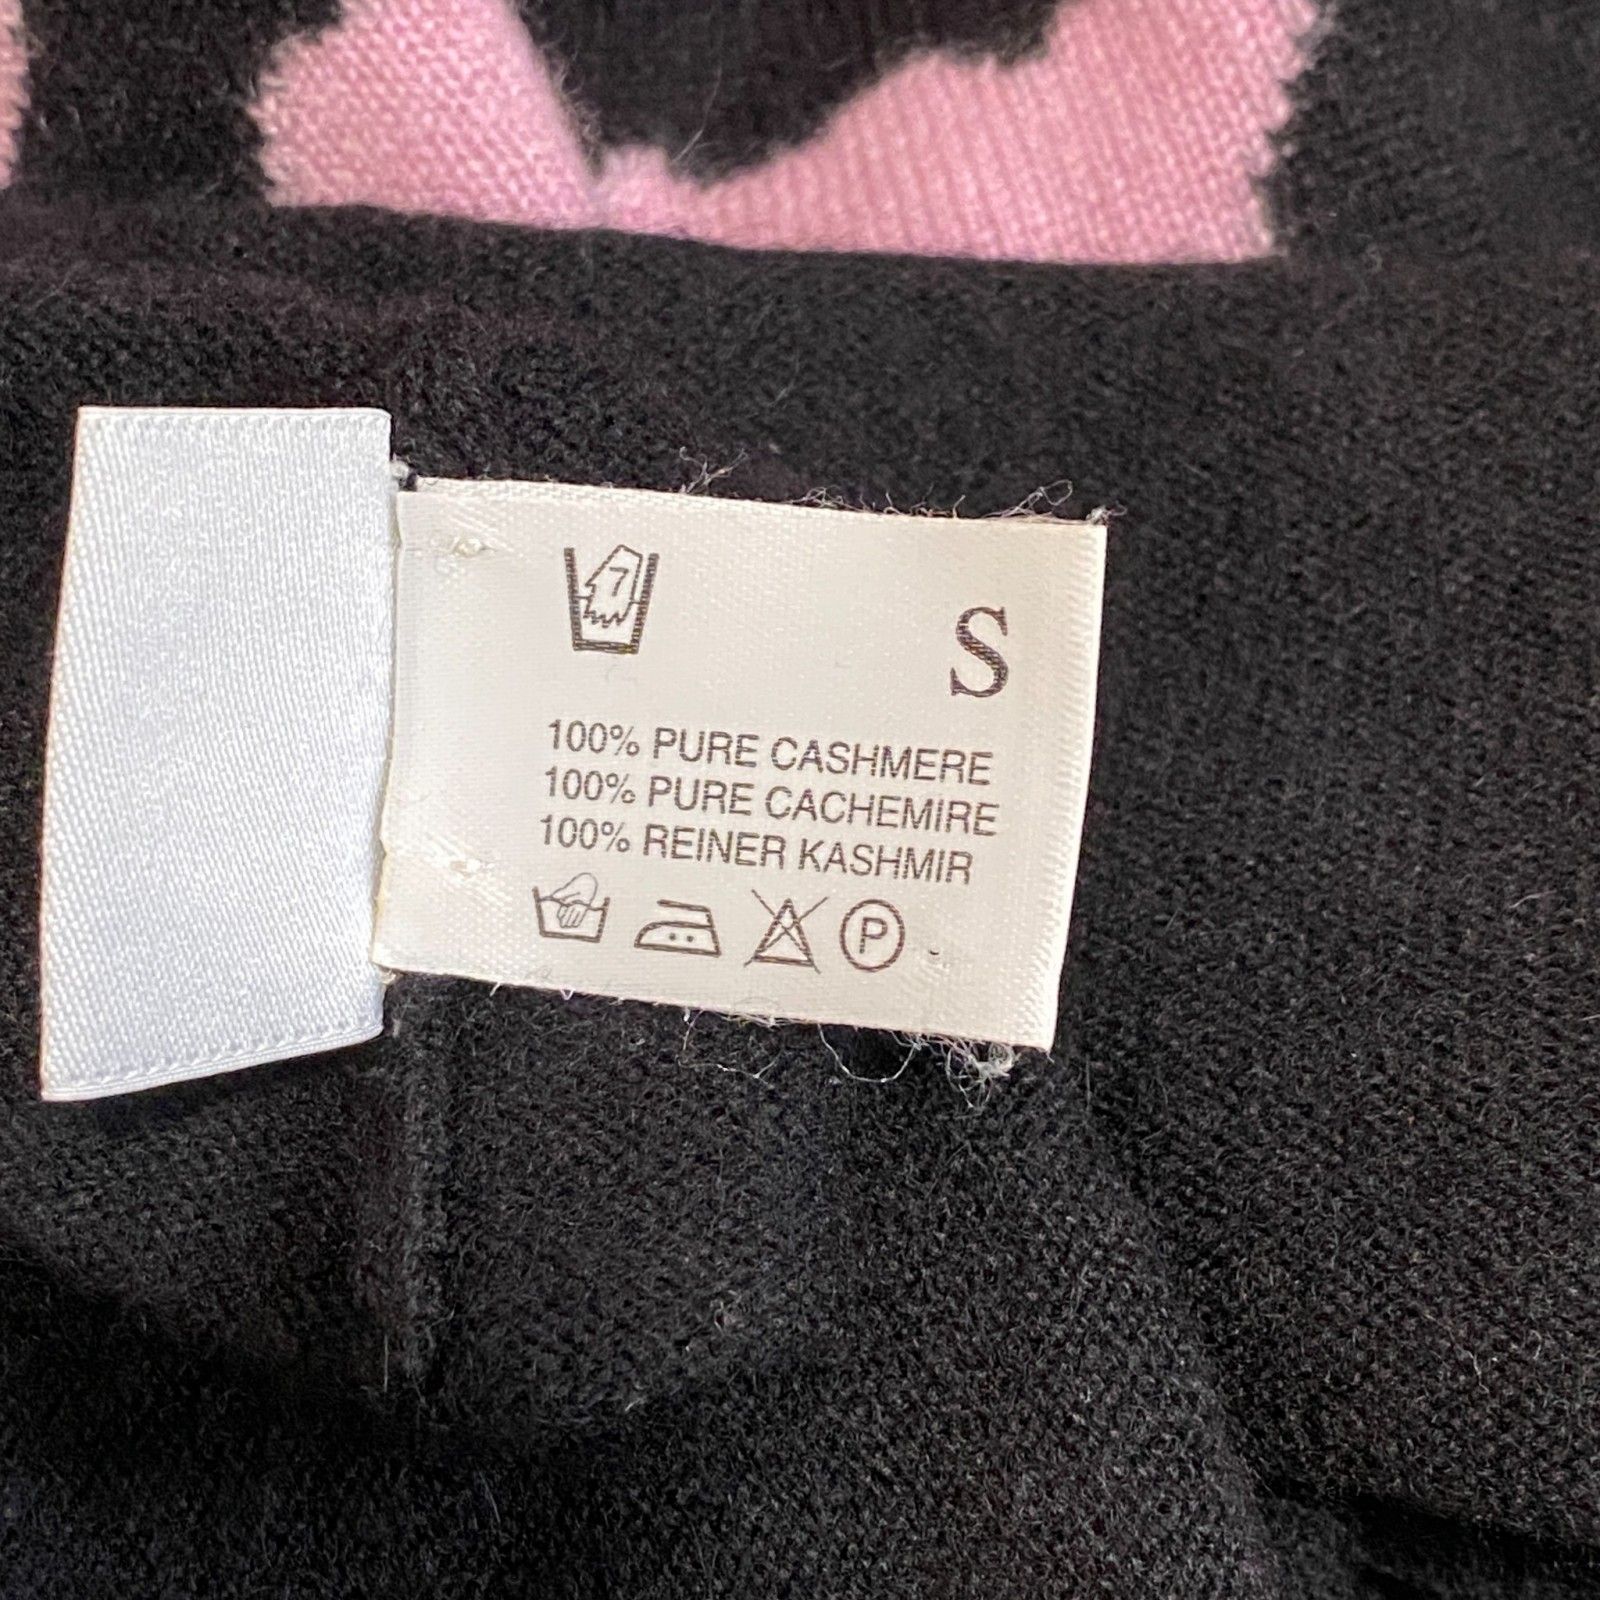 7
S
100% PURE CASHMERE
100% PURE CACHEMIRE
100% REINER KASHMIR
P